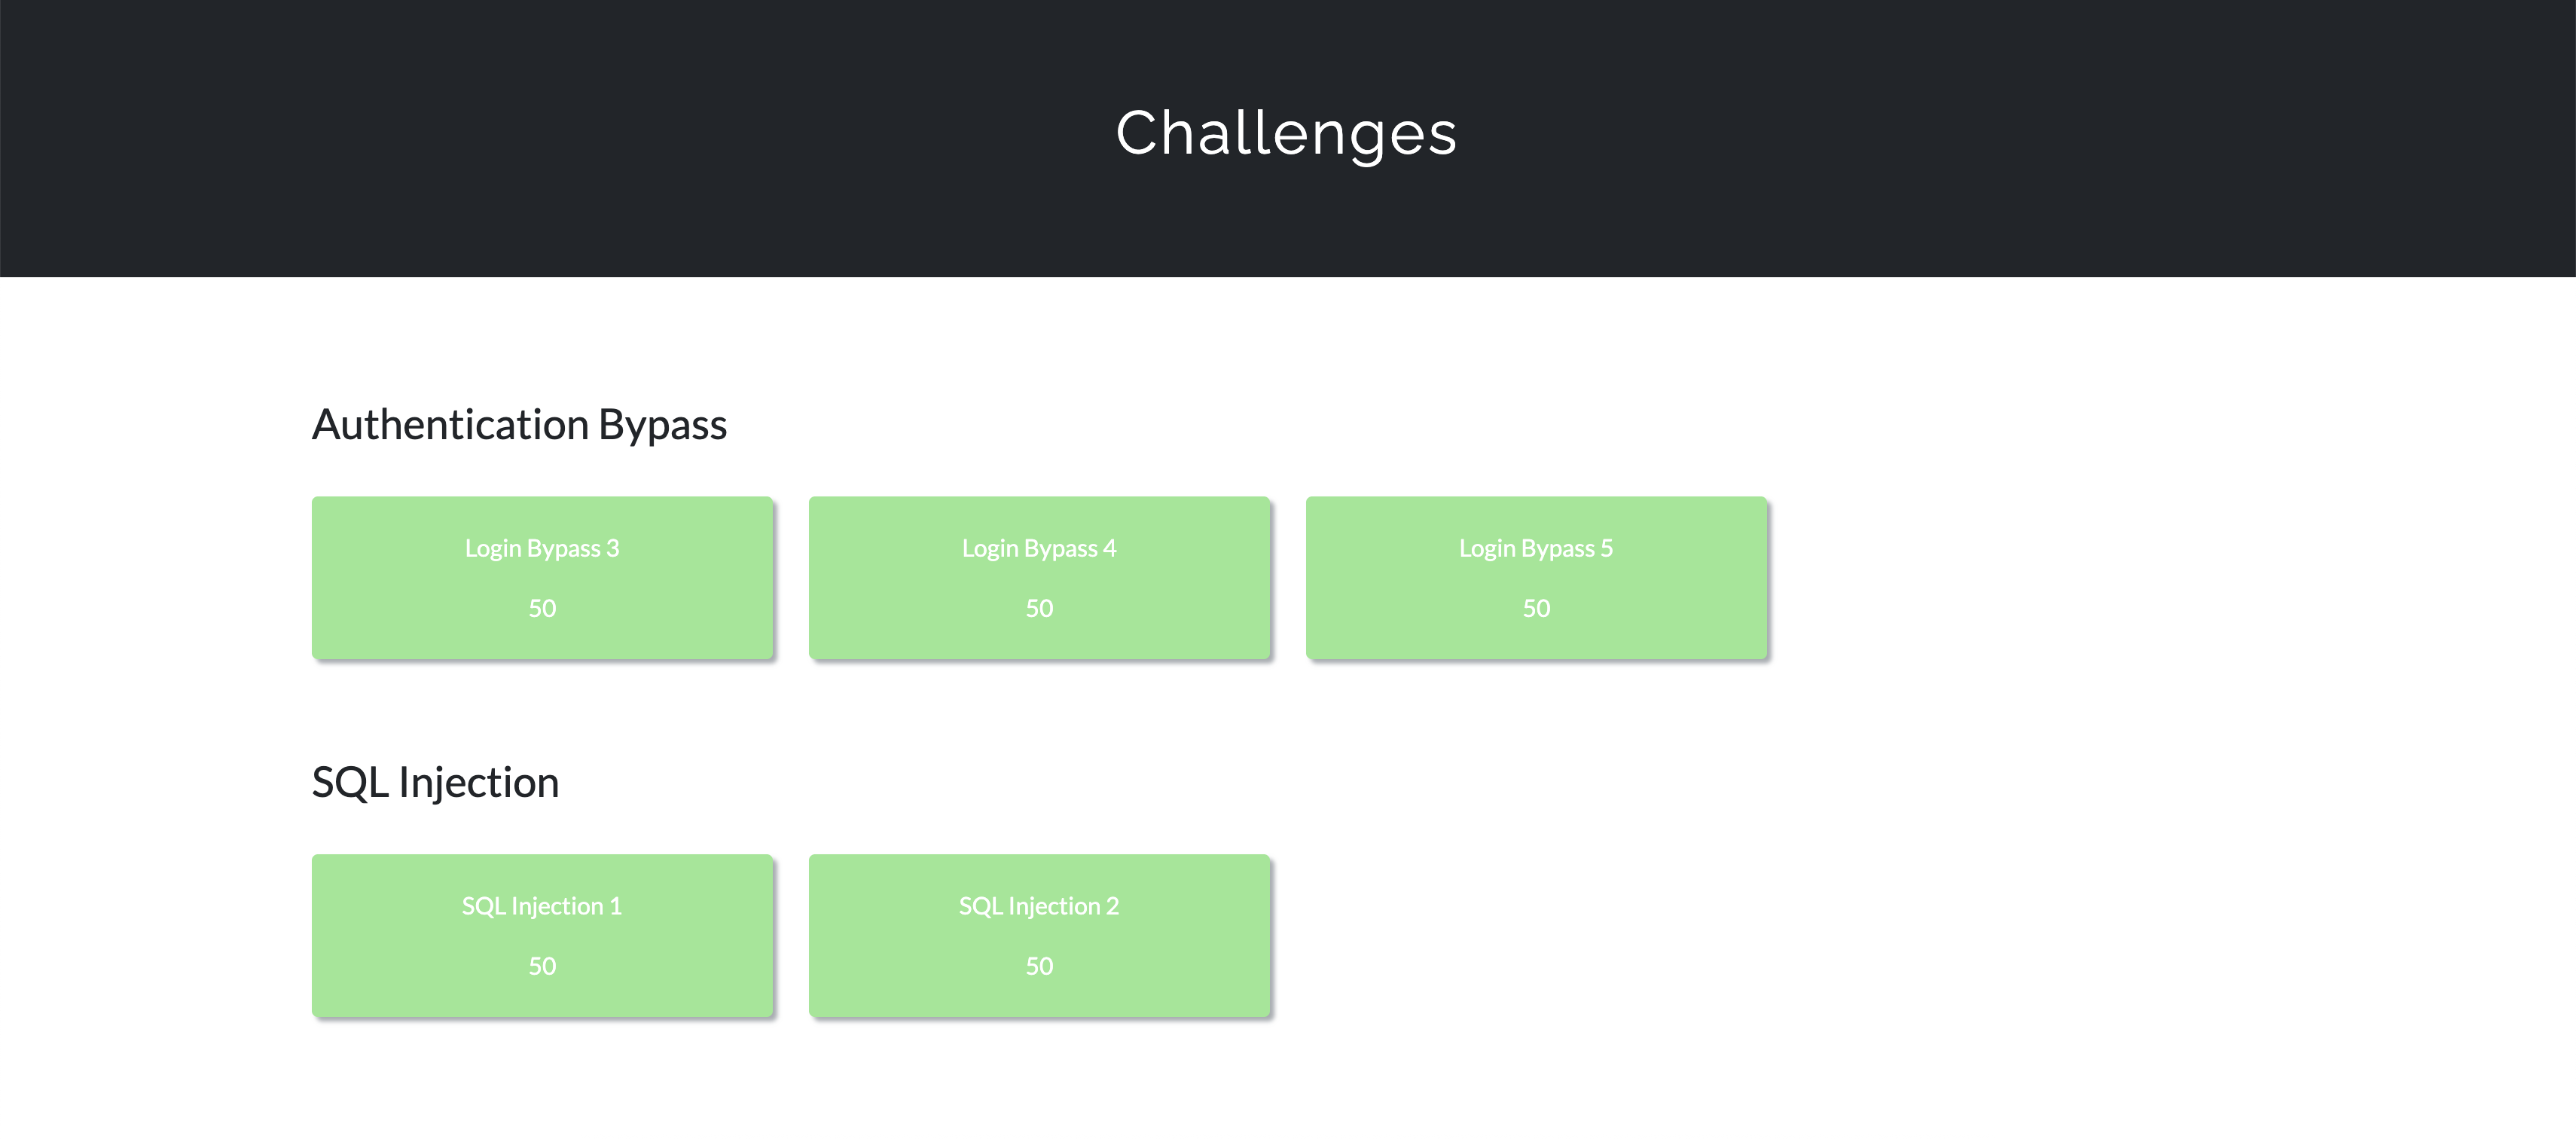 Challenges
Authentication Bypass
Login Bypass 3
50
Login Bypass 4
50
Login Bypass 5
50
SQL Injection
SQL Injection 1
50
SQL Injection 2
50